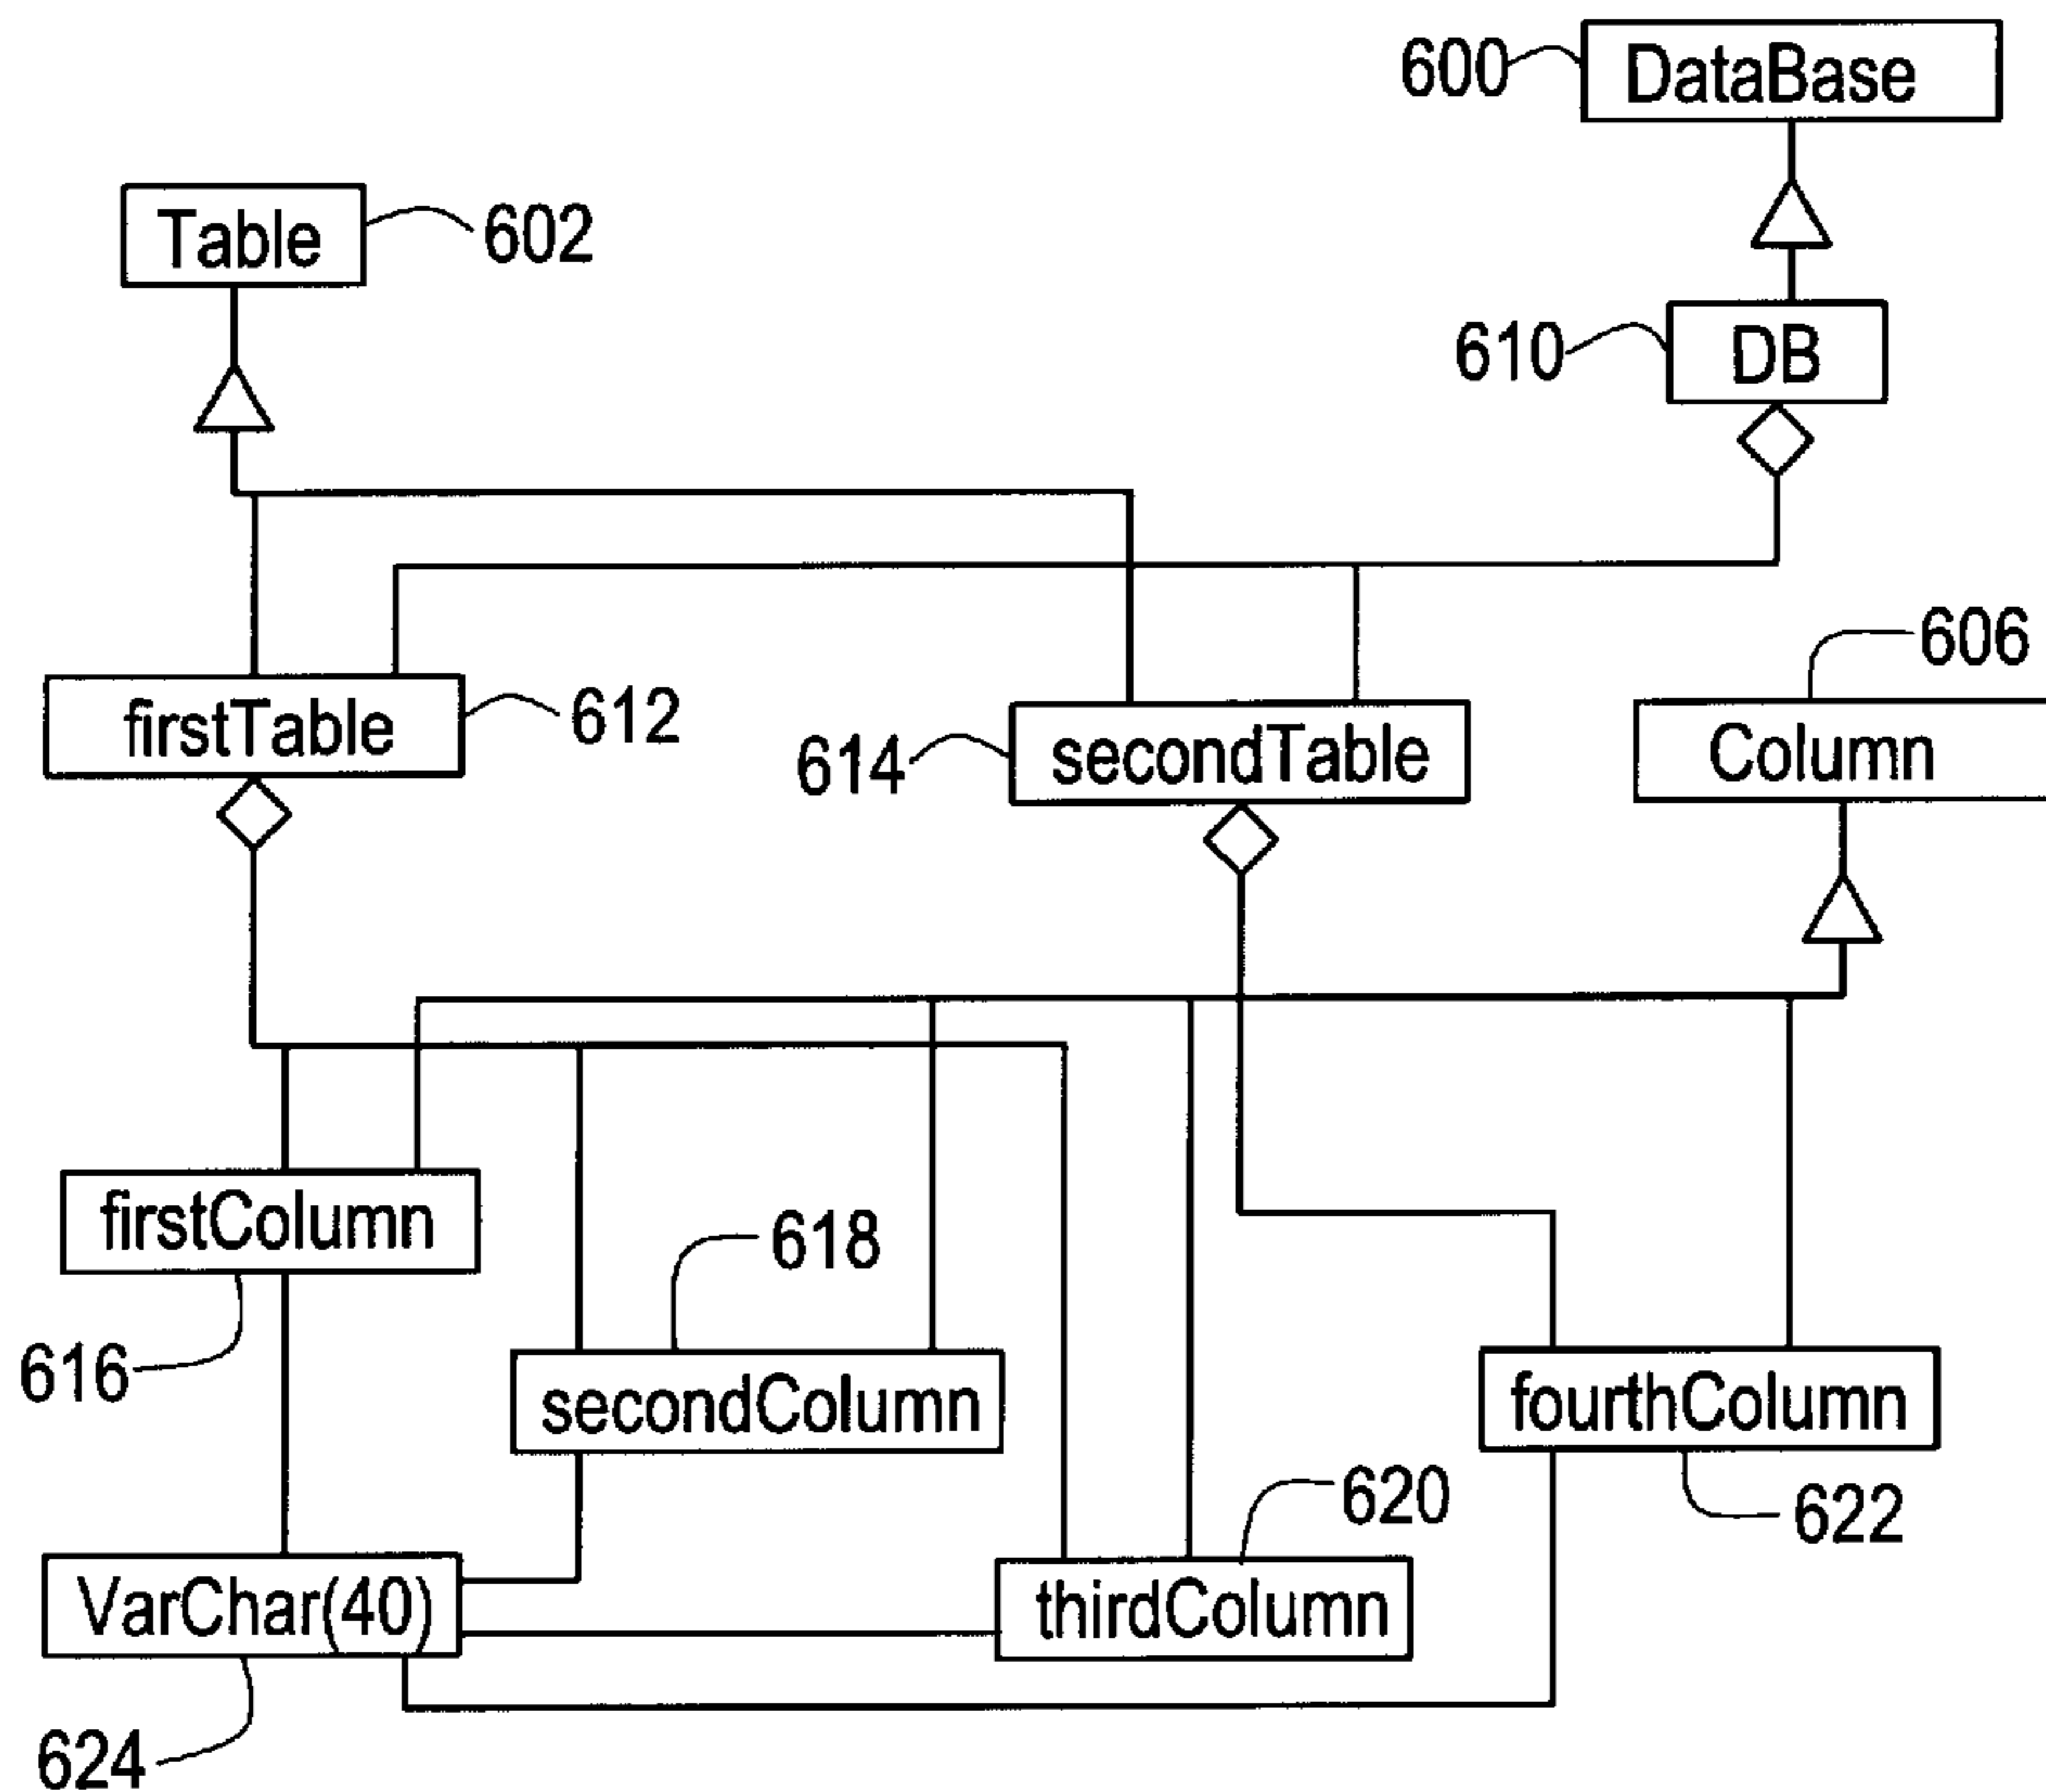 600
DataBase
Table
602
610
DB
606
firstTable
612
614
secondTable
Column
firstColumn
618
616
secondColumn
fourthColumn
620
622
VarChar(40)
thirdColumn
624